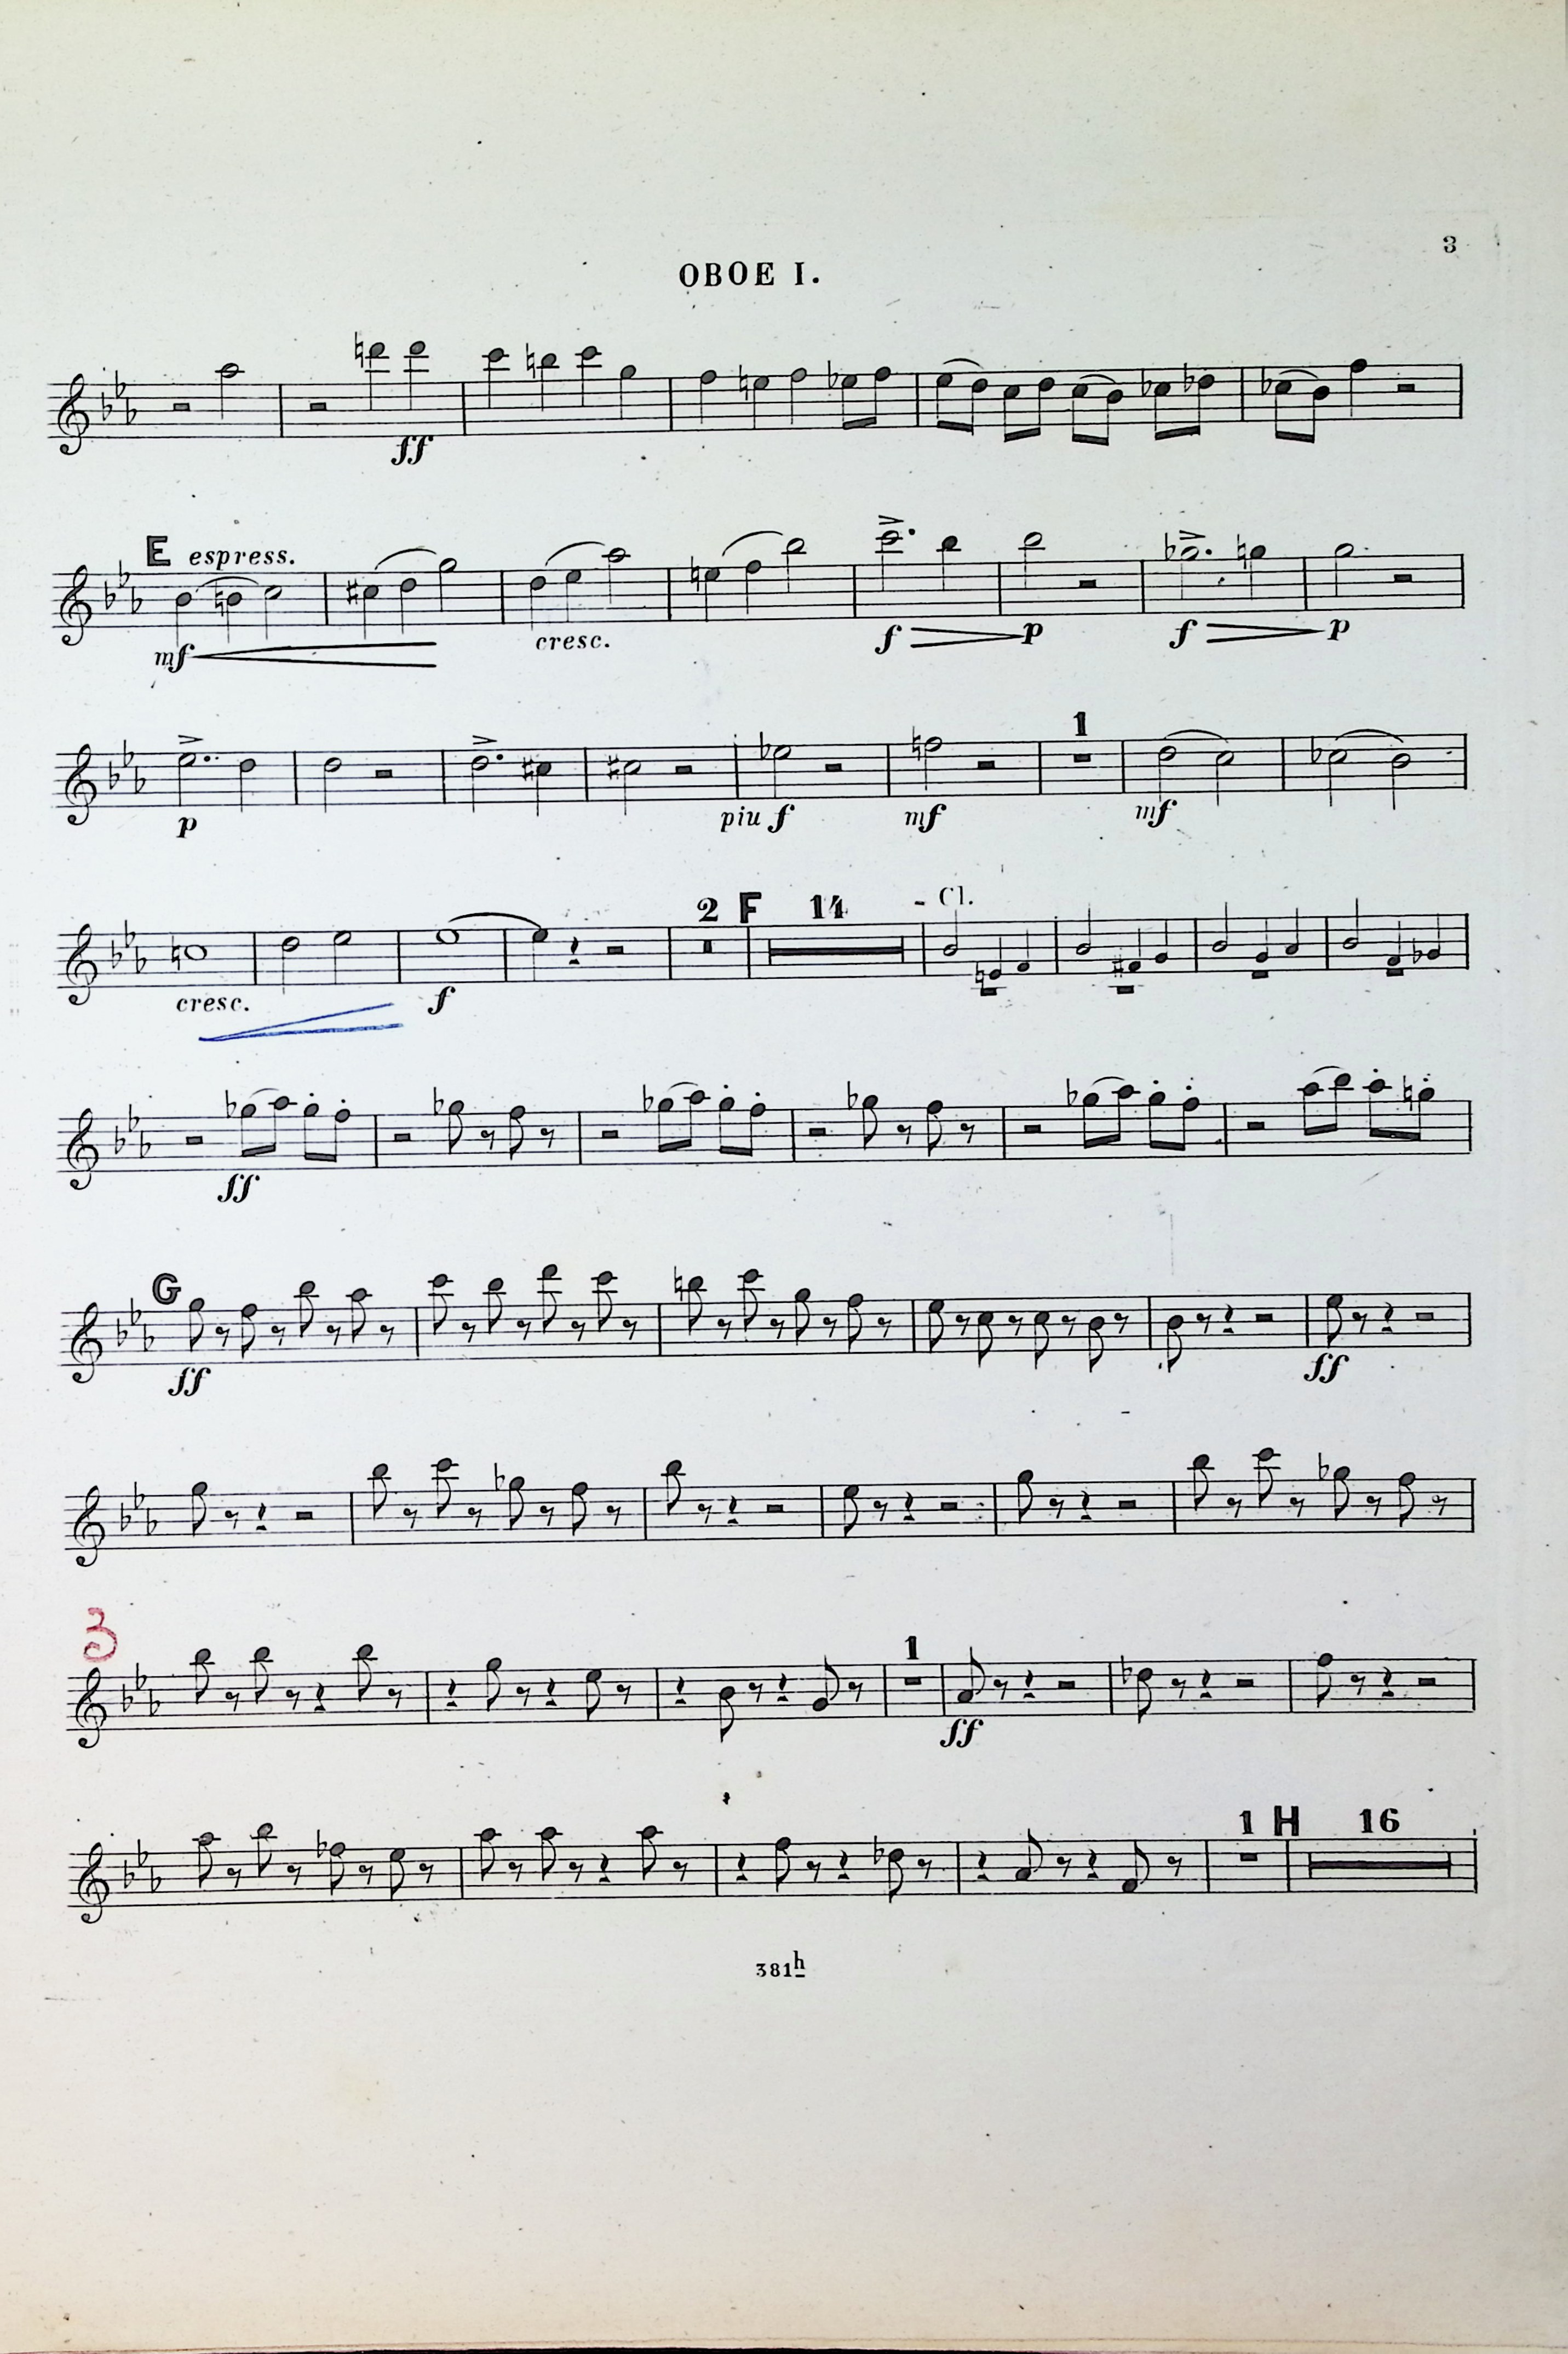 3
OBOE I.
ff
E espress.
mf cresc. f p f p
1
p piu f mf mf
2 F 14 - Cl.
cresc. f
ff
G
ff ff
3
1
ff
1 H 16
381h